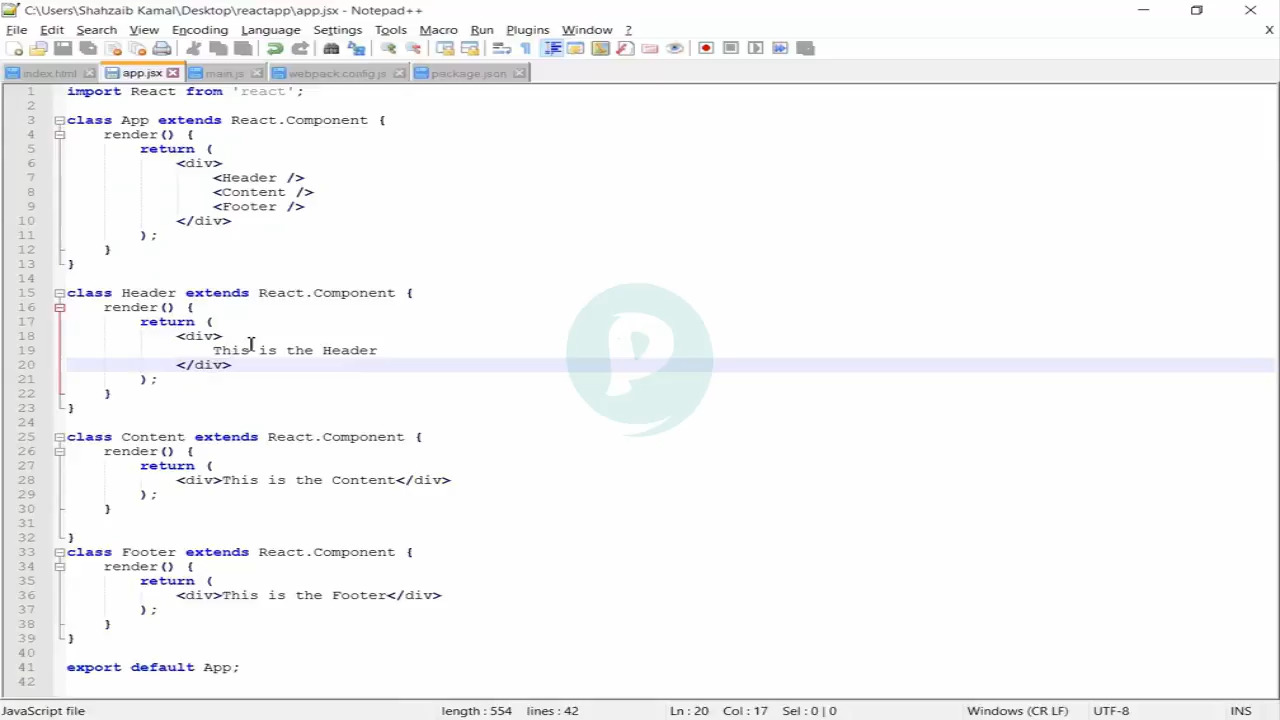 C:\Users\Shahzaib Kamal\Desktop\reactapp\app.jsx - Notepad++
File Edit Search View Encoding Language Settings Tools Macro Run Plugins Window ? X
index.html app.jsx main.js webpack.config.js package.json
1 import React from 'react';
2
3 class App extends React.Component {
4 render() {
5 return (
6 <div>
7 <Header />
8 <Content />
9 <Footer />
10 </div>
11 );
12 }
13 }
14
15 class Header extends React.Component {
16 render() {
17 return (
18 <div>
19 This is the Header
20 </div>
21 );
22 }
23 }
24
25 class Content extends React.Component {
26 render() {
27 return (
28 <div>This is the Content</div>
29 );
30 }
31
32 }
33 class Footer extends React.Component {
34 render() {
35 return (
36 <div>This is the Footer</div>
37 );
38 }
39 }
40
41 export default App;
42
JavaScript file length : 554 lines : 42 Ln : 20 Col : 17 Sel : 0 | 0 Windows (CR LF) UTF-8 INS